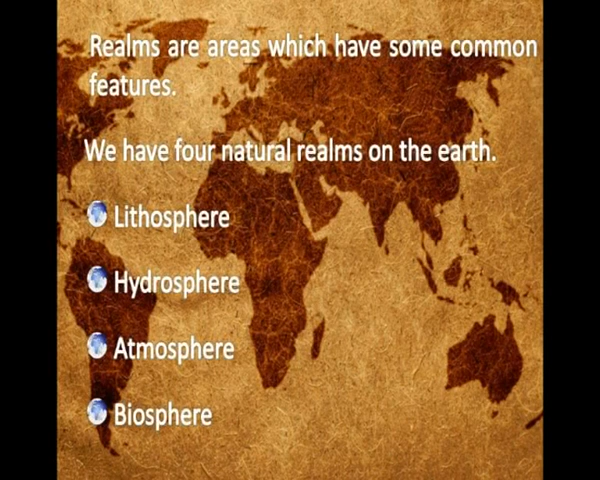 Realms are areas which have some common
features.
We have four natural realms on the earth.
Lithosphere
Hydrosphere
Atmosphere
Biosphere